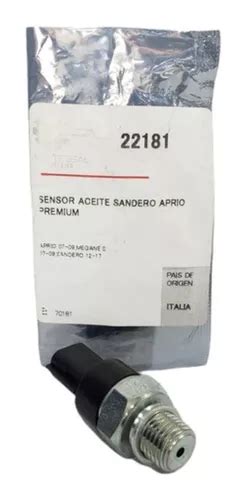 22181
SENSOR ACEITE SANDERO APRIO
PREMIUM
APRIO 07-09,MEGANE S
07-09,SANDERO 12-17
PAIS DE
ORIGEN
ITALIA
70181